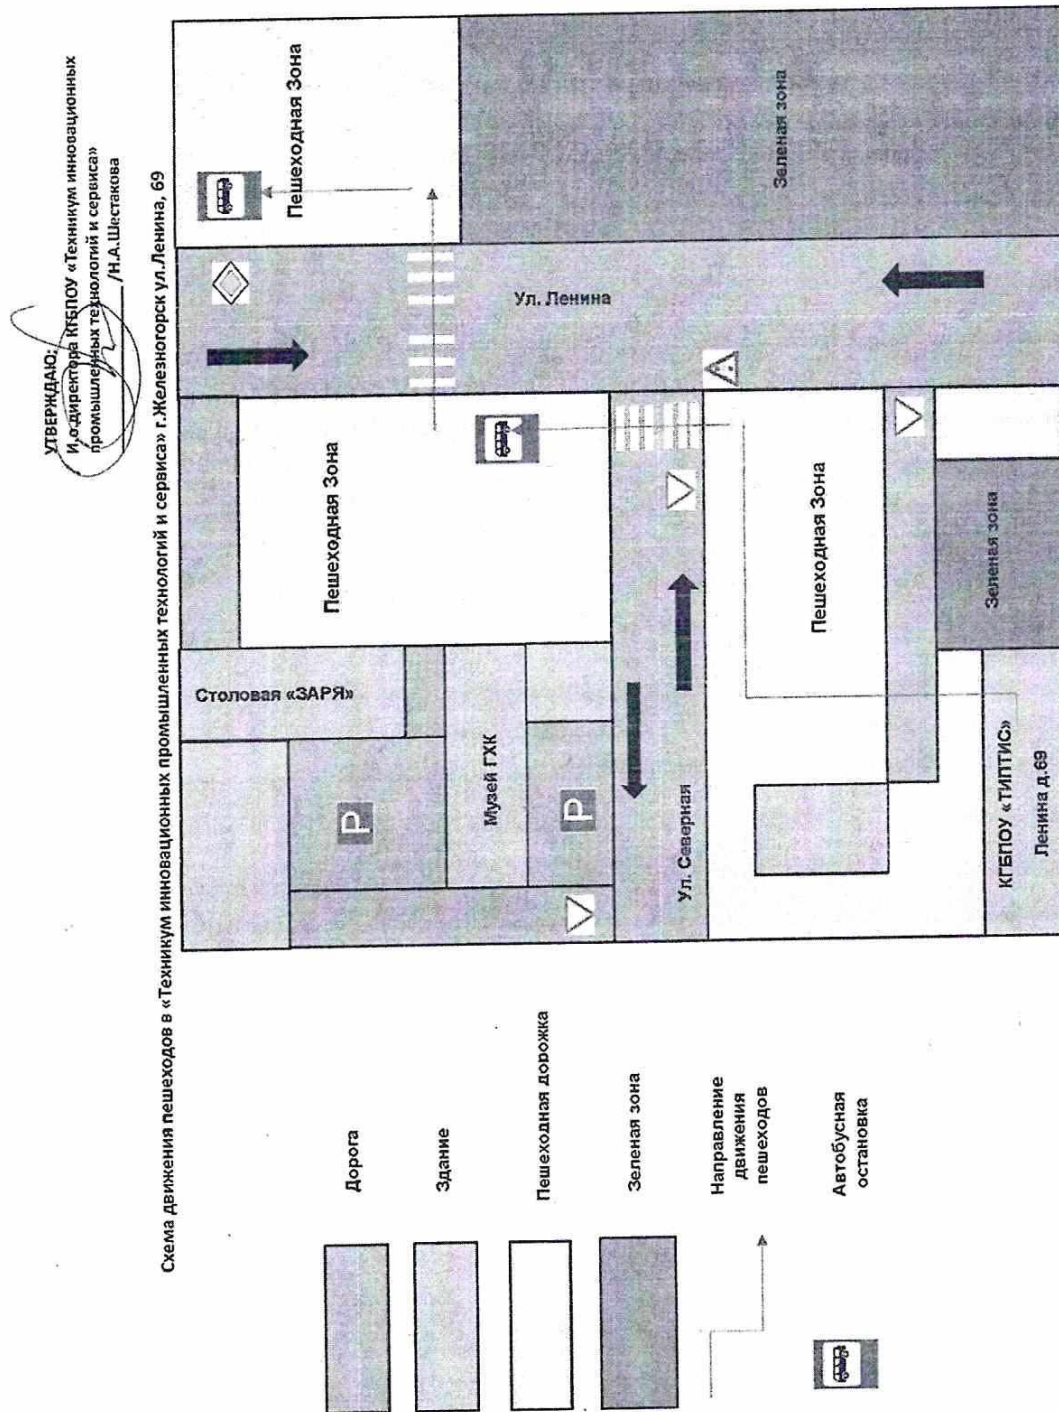 УТВЕРЖДАЮ:
И.о.директора КГБПОУ «Техникум инновационных
промышленных технологий и сервиса»
/Н.А.Шестакова
Схема движения пешеходов в «Техникум инновационных промышленных технологий и сервиса» г.Железногорск ул.Ленина, 69
Столовая «ЗАРЯ»
Пешеходная Зона
Пешеходная Зона
P
Музей ГХК
P
Ул. Ленина
Ул. Северная
Пешеходная Зона
Зеленая зона
Зеленая зона
КГБПОУ «ТИПТИС»
Ленина д.69
Дорога
Здание
Пешеходная дорожка
Зеленая зона
Направление
движения
пешеходов
Автобусная
остановка